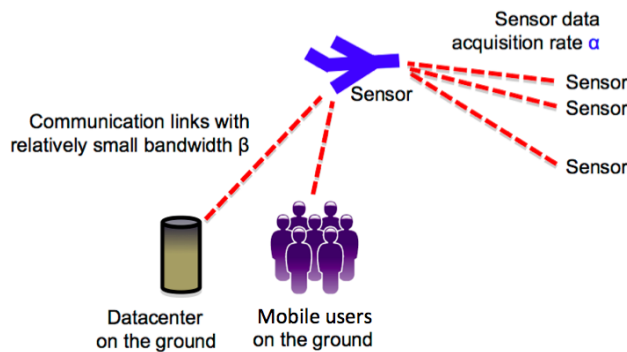 Sensor data
acquisition rate α
Sensor
Sensor
Sensor
Sensor
Communication links with
relatively small bandwidth β
Datacenter
on the ground
Mobile users
on the ground